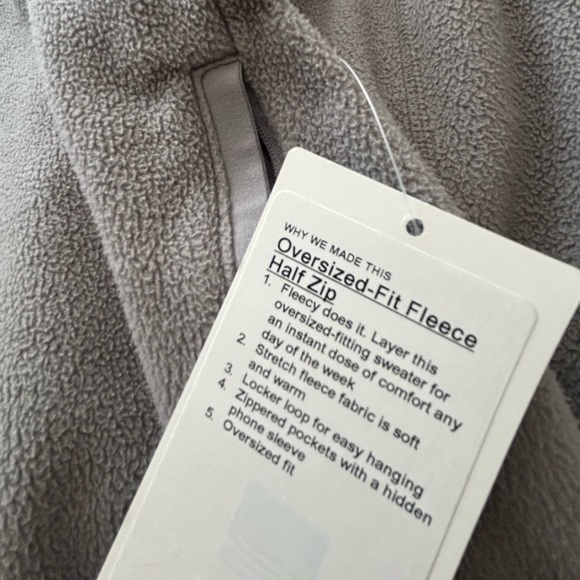 WHY WE MADE THIS
Oversized-Fit Fleece
Half Zip
1. Fleecy does it. Layer this
oversized-fitting sweater for
an instant dose of comfort any
day of the week
2. Stretch fleece fabric is soft
and warm
3. Locker loop for easy hanging
4. Zippered pockets with a hidden
phone sleeve
5. Oversized fit